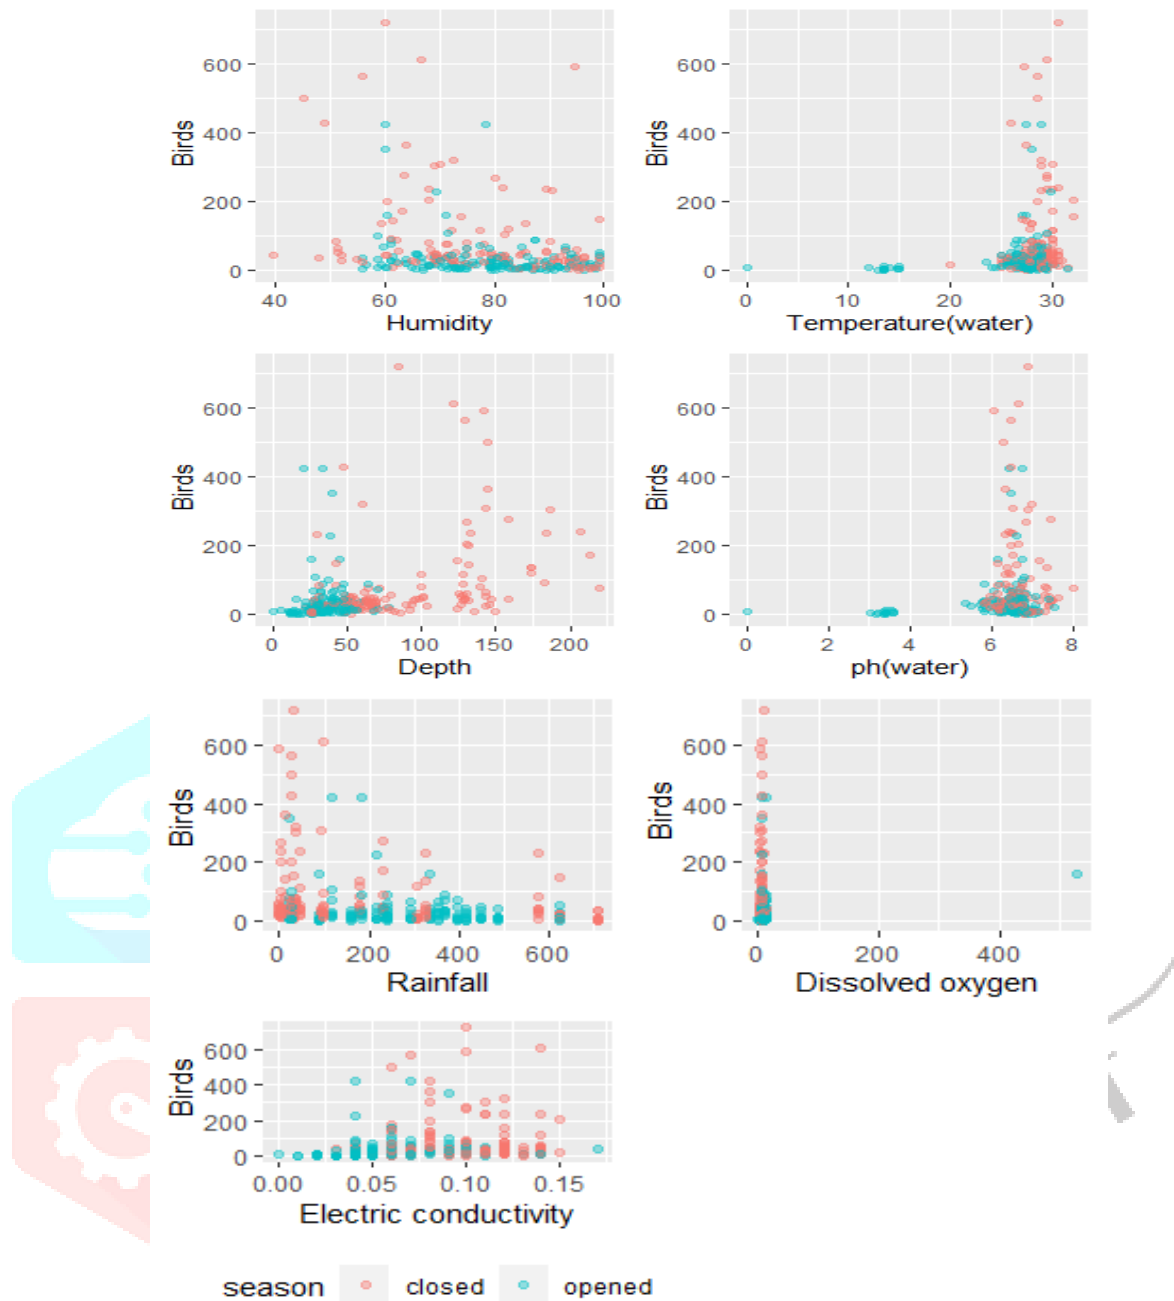 Birds
600
400
200
0
40 60 80 100
Humidity
Birds
600
400
200
0
0 10 20 30
Temperature(water)
Birds
600
400
200
0
0 50 100 150 200
Depth
Birds
600
400
200
0
0 2 4 6 8
ph(water)
Birds
600
400
200
0
0 200 400 600
Rainfall
Birds
600
400
200
0
0 200 400
Dissolved oxygen
Birds
600
400
200
0
0.00 0.05 0.10 0.15
Electric conductivity
season closed opened